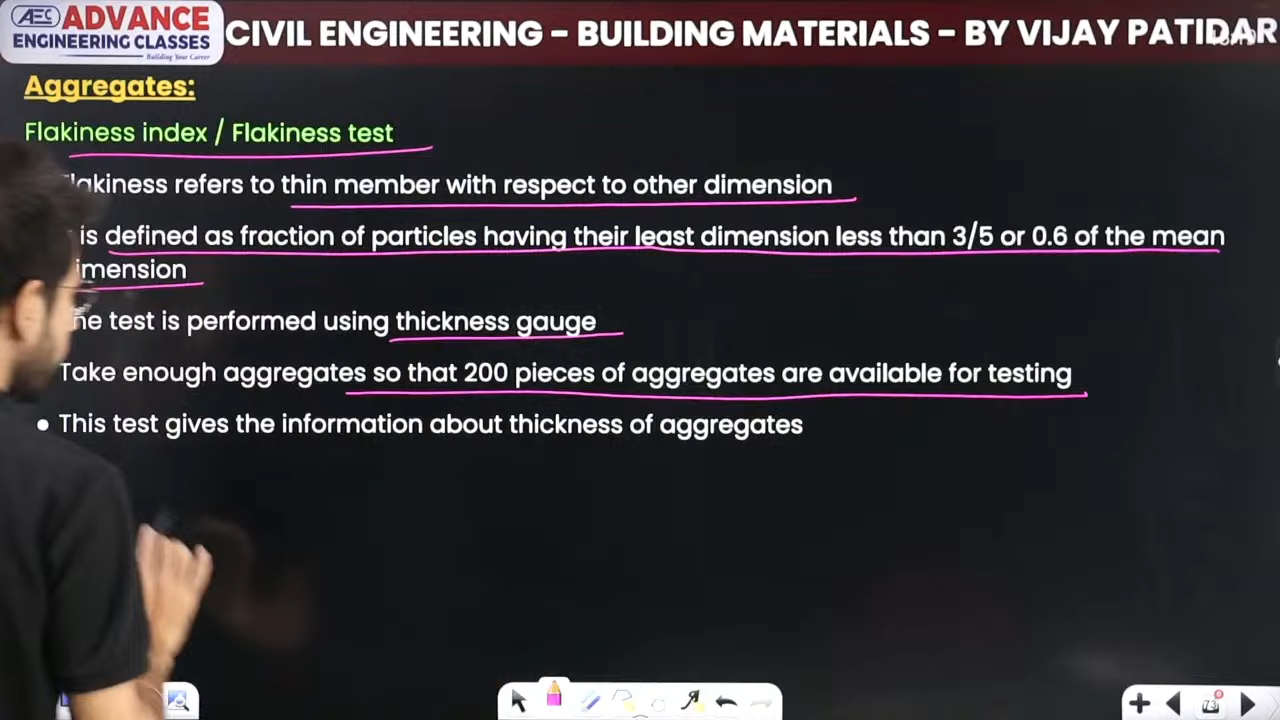 AEC ADVANCE
ENGINEERING CLASSES
Building Your Career
CIVIL ENGINEERING - BUILDING MATERIALS - BY VIJAY PATIDAR
Aggregates:
Flakiness index / Flakiness test
lakiness refers to thin member with respect to other dimension
is defined as fraction of particles having their least dimension less than 3/5 or 0.6 of the mean
imension
he test is performed using thickness gauge
Take enough aggregates so that 200 pieces of aggregates are available for testing
• This test gives the information about thickness of aggregates
73